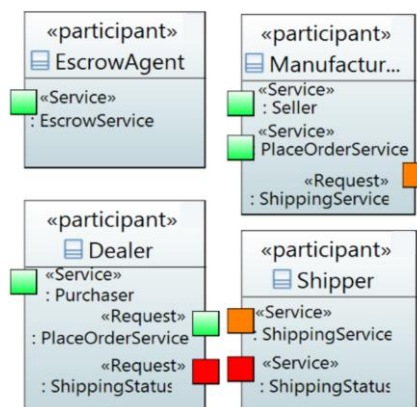 «participant»
EscrowAgent
«Service»
: EscrowService
«participant»
Manufactur...
«Service»
: Seller
«Service»
: PlaceOrderService
«Request»
: ShippingService
«participant»
Dealer
«Service»
: Purchaser
«Request»
: PlaceOrderService
«Request»
: ShippingStatus
«participant»
Shipper
«Service»
: ShippingService
«Service»
: ShippingStatus